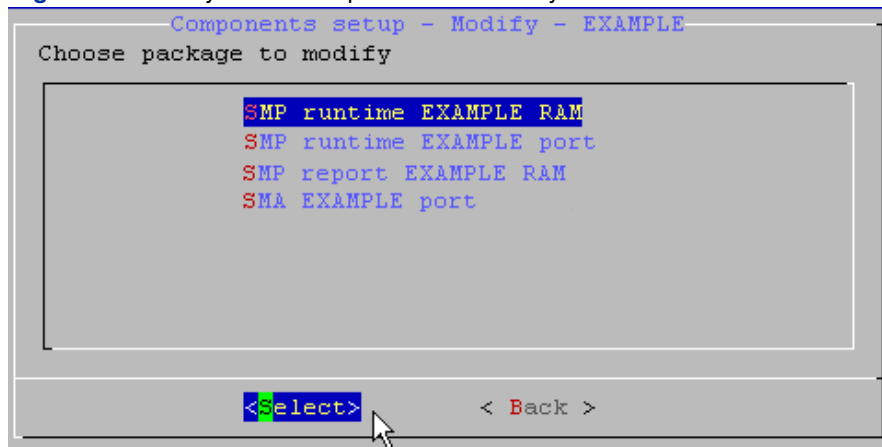 Components setup - Modify - EXAMPLE
Choose package to modify
SMP runtime EXAMPLE RAM
SMP runtime EXAMPLE port
SMP report EXAMPLE RAM
SMA EXAMPLE port
<Select> < Back >